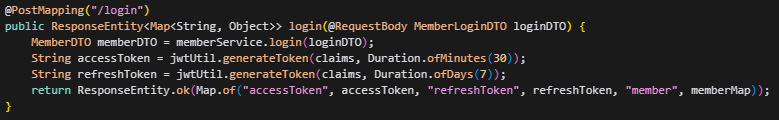 @PostMapping("/login")
public ResponseEntity<Map<String, Object>> login(@RequestBody MemberLoginDTO loginDTO) {
    MemberDTO memberDTO = memberService.login(loginDTO);
    String accessToken = jwtUtil.generateToken(claims, Duration.ofMinutes(30));
    String refreshToken = jwtUtil.generateToken(claims, Duration.ofDays(7));
    return ResponseEntity.ok(Map.of("accessToken", accessToken, "refreshToken", refreshToken, "member", memberMap));
}